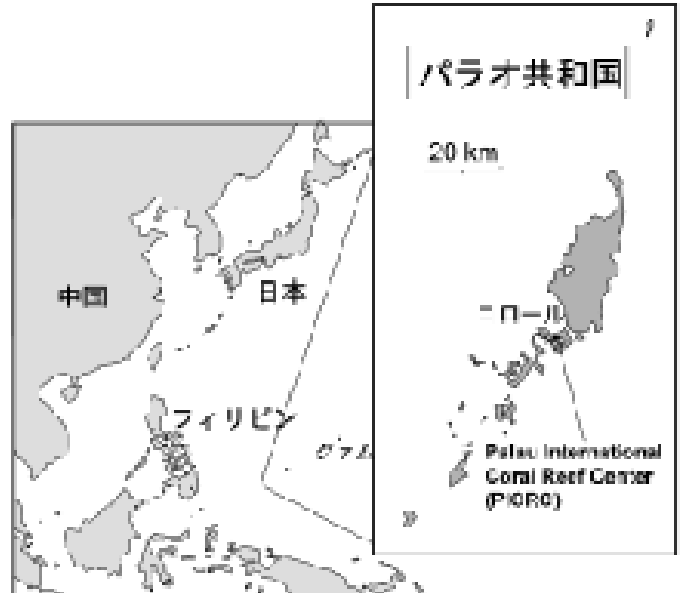 パラオ共和国
20 km
中国
日本
コロール
フィリピン
グアム
Palau International
Coral Reef Center
(PICRC)